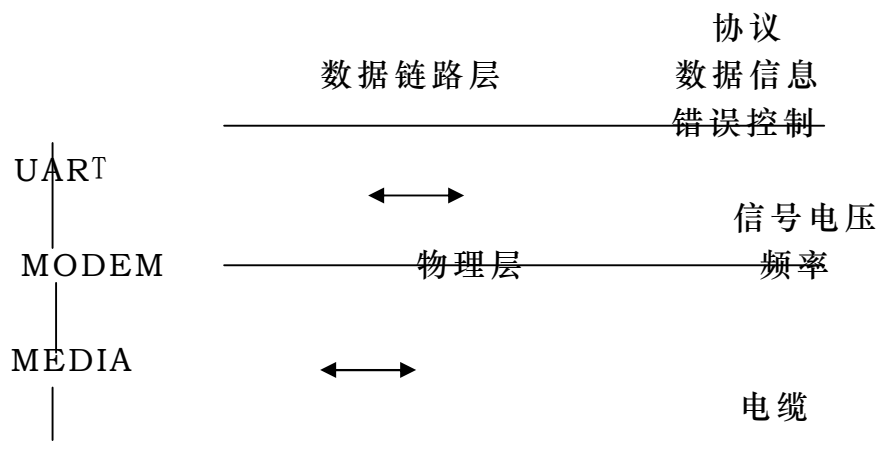 协议
数据链路层 数据信息
错误控制
UART
信号电压
MODEM 物理层 频率
MEDIA
电缆